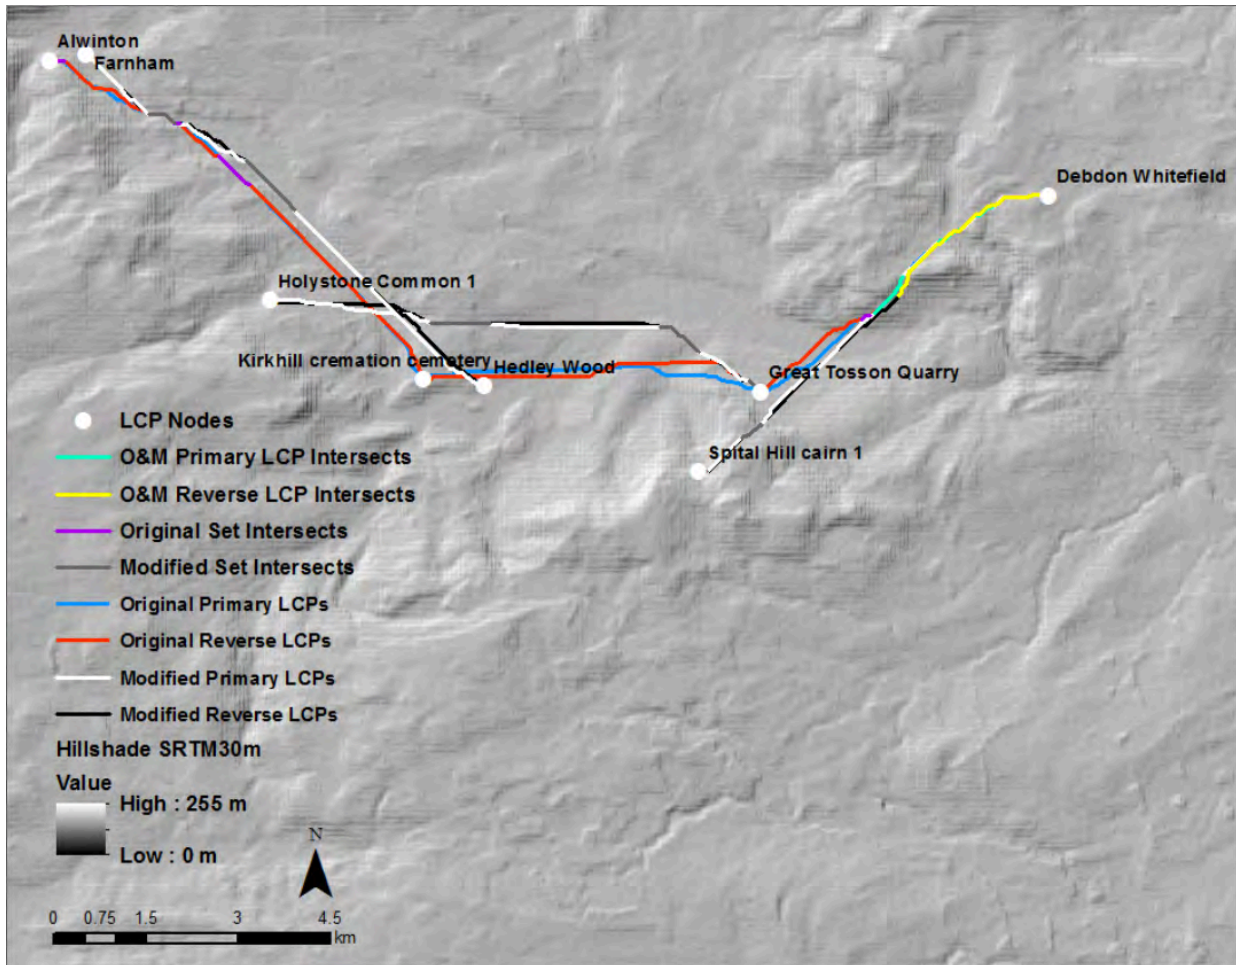 Alwinton
Farnham
Debdon Whitefield
Holystone Common 1
Kirkhill cremation cemetery
Hedley Wood
Great Tosson Quarry
Spital Hill cairn 1
LCP Nodes
O&M Primary LCP Intersects
O&M Reverse LCP Intersects
Original Set Intersects
Modified Set Intersects
Original Primary LCPs
Original Reverse LCPs
Modified Primary LCPs
Modified Reverse LCPs
Hillshade SRTM30m
Value
High : 255 m
Low : 0 m
N
0 0.75 1.5 3 4.5
km